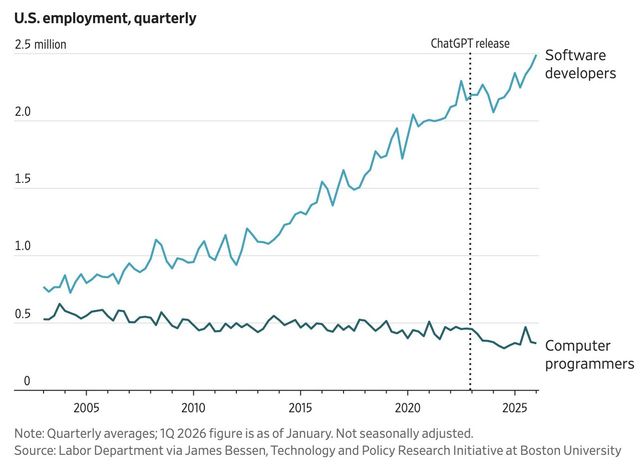 U.S. employment, quarterly
2.5 million
ChatGPT release
Software
developers
2.0
1.5
1.0
0.5
Computer
programmers
0
2005
2010
2015
2020
2025
Note: Quarterly averages; 1Q 2026 figure is as of January. Not seasonally adjusted.
Source: Labor Department via James Bessen, Technology and Policy Research Initiative at Boston University